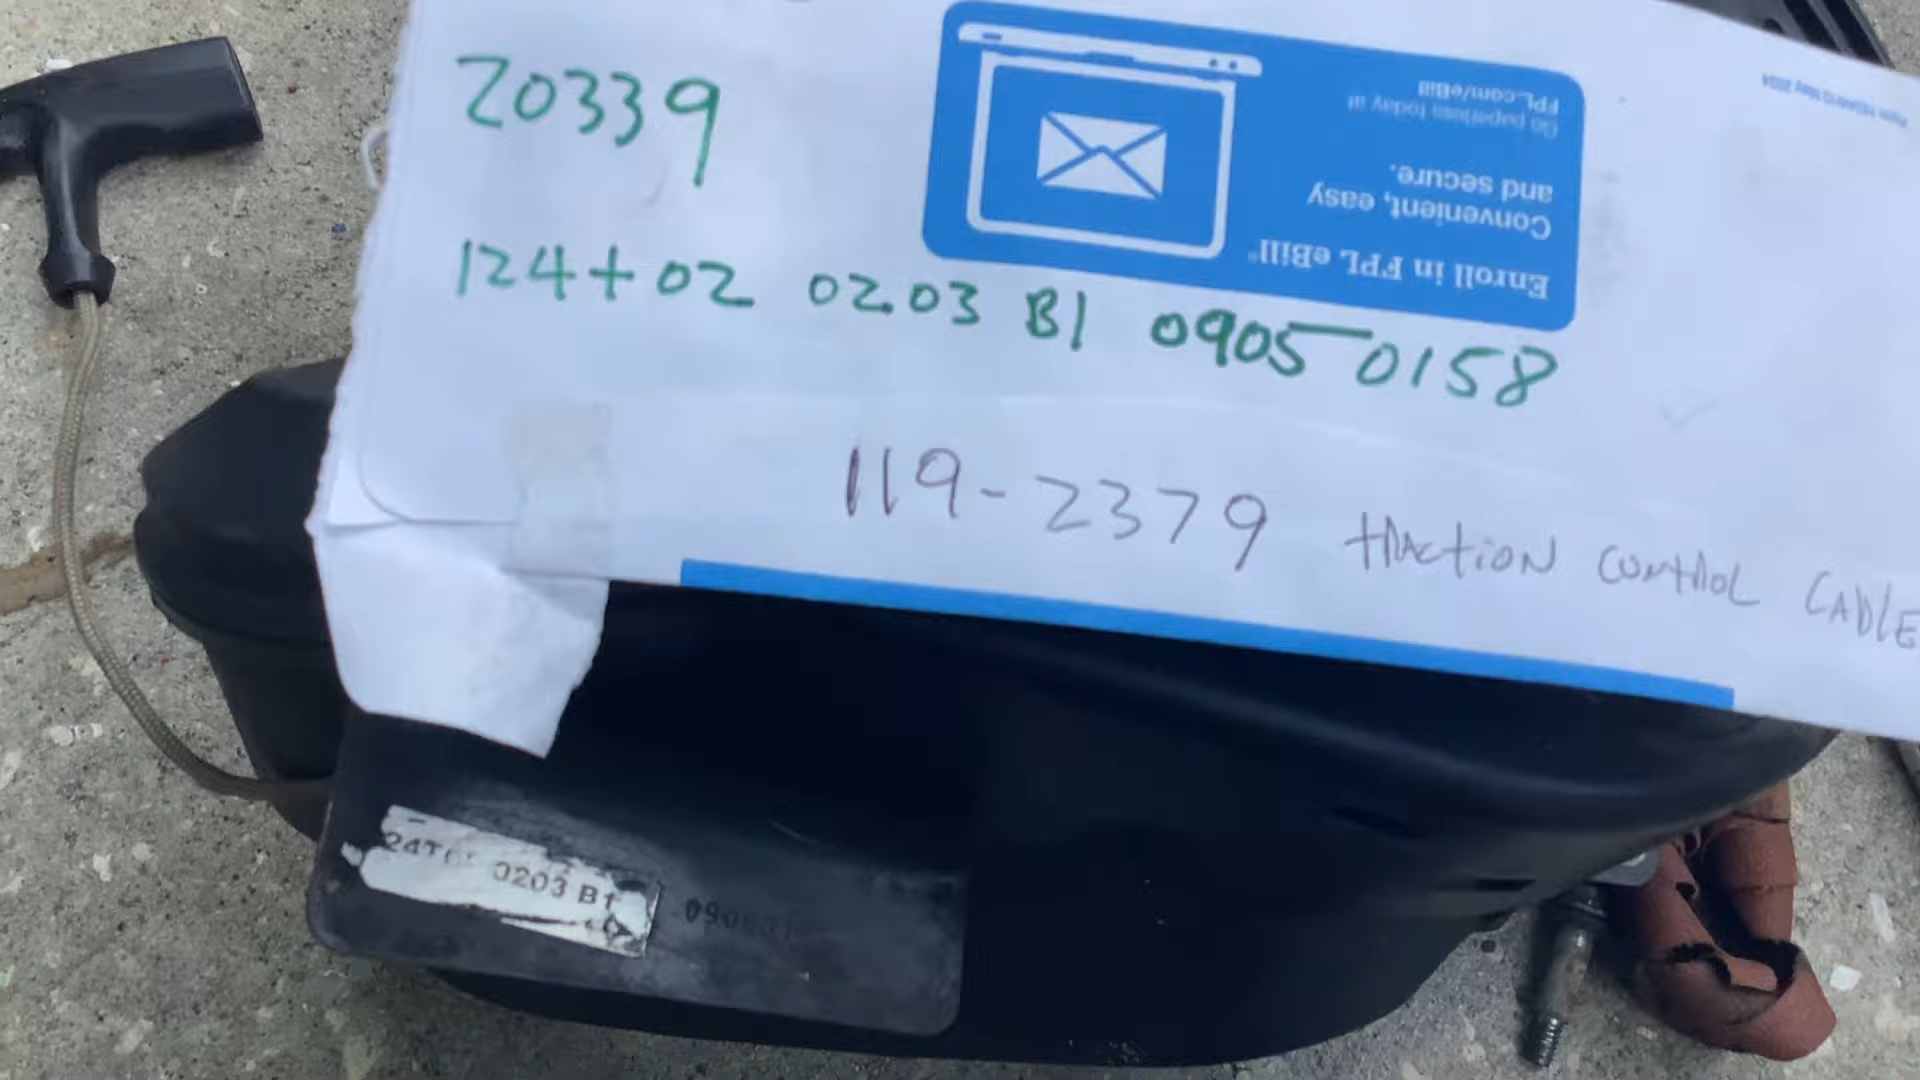 20339
124+02 0203 B1 0905 0158
119-2379 traction control cable
Enroll in FPL eBill®
Convenient, easy
and secure.
Go paperless today at
FPL.com/eBill
24T0 0203 B1